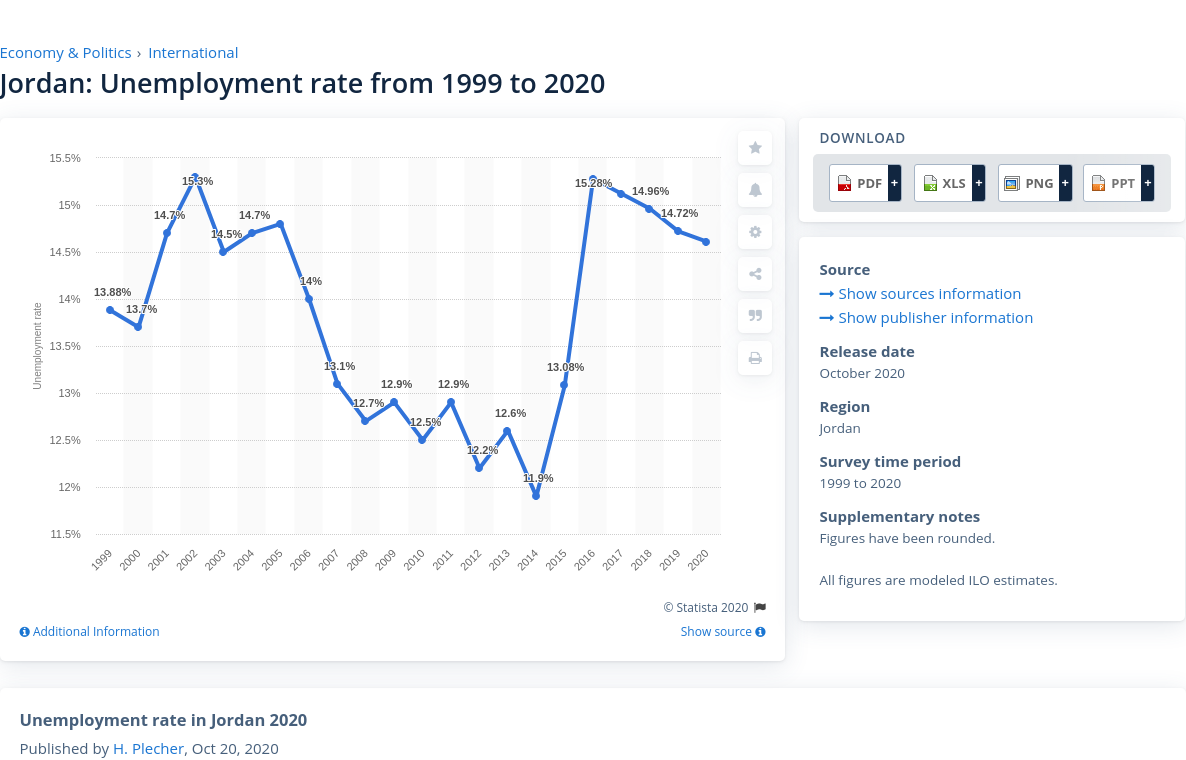 Economy & Politics › International
Jordan: Unemployment rate from 1999 to 2020
Unemployment rate
15.5%
15%
14.5%
14%
13.5%
13%
12.5%
12%
11.5%
13.88%
13.7%
14.7%
15.3%
14.5%
14.7%
14%
13.1%
12.7%
12.9%
12.5%
12.9%
12.2%
12.6%
11.9%
13.08%
15.28%
14.96%
14.72%
1999
2000
2001
2002
2003
2004
2005
2006
2007
2008
2009
2010
2011
2012
2013
2014
2015
2016
2017
2018
2019
2020
© Statista 2020
Additional Information
Show source
DOWNLOAD
PDF +
XLS +
PNG +
PPT +
Source
Show sources information
Show publisher information
Release date
October 2020
Region
Jordan
Survey time period
1999 to 2020
Supplementary notes
Figures have been rounded.
All figures are modeled ILO estimates.
Unemployment rate in Jordan 2020
Published by H. Plecher, Oct 20, 2020